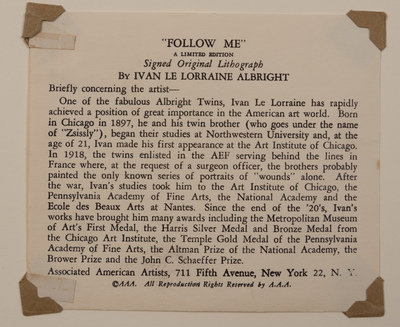 "FOLLOW ME"
A LIMITED EDITION
Signed Original Lithograph
BY IVAN LE LORRAINE ALBRIGHT
Briefly concerning the artist—
One of the fabulous Albright Twins, Ivan Le Lorraine has rapidly
achieved a position of great importance in the American art world. Born
in Chicago in 1897, he and his twin brother (who goes under the name
of "Zsissly"), began their studies at Northwestern University and, at the
age of 21, Ivan made his first appearance at the Art Institute of Chicago.
In 1918, the twins enlisted in the AEF serving behind the lines in
France where, at the request of a surgeon officer, the brothers probably
painted the only known series of portraits of "wounds" alone. After
the war, Ivan's studies took him to the Art Institute of Chicago, the
Pennsylvania Academy of Fine Arts, the National Academy and the
Ecole des Beaux Arts at Nantes. Since the end of the '20's, Ivan's
works have brought him many awards including the Metropolitan Museum
of Art's First Medal, the Harris Silver Medal and Bronze Medal from
the Chicago Art Institute, the Temple Gold Medal of the Pennsylvania
Academy of Fine Arts, the Altman Prize of the National Academy, the
Brower Prize and the John C. Schaeffer Prize.
Associated American Artists, 711 Fifth Avenue, New York 22, N. Y.
©AAA. All Reproduction Rights Reserved by A.A.A.